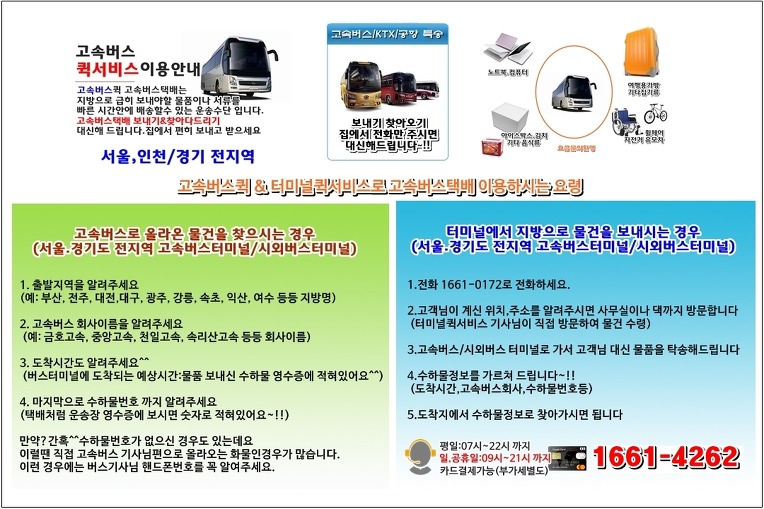 고속버스
퀵서비스이용안내
고속버스퀵 고속버스택배는
지방으로 급히 보내야할 물품이나 서류를
빠른 시간안에 배송할수 있는 운송수단 입니다.
고속버스택배 보내기&찾아다드리기
대신해 드립니다.집에서 편히 보내고 받으세요
서울,인천/경기 전지역
고속버스/KTX/공항 특송
보내기 찾아오기
집에서 전화만 주시면
대신해드립니다-!!
노트북,컴퓨터
여행용가방
기타잡기류
아이스박스.김치
기타 음식류
휠체어
자전거 유모차
고속버스퀵 & 터미널퀵서비스로 고속버스택배 이용하시는 요령
고속버스로 올라온 물건을 찾으시는 경우
(서울.경기도 전지역 고속버스터미널/시외버스터미널)
1. 출발지역을 알려주세요
(예: 부산, 전주, 대전,대구, 광주, 강릉, 속초, 익산, 여수 등등 지방명)
2. 고속버스 회사이름을 알려주세요
(예: 금호고속, 중앙고속, 천일고속, 속리산고속 등등 회사이름)
3. 도착시간도 알려주세요^^
(버스터미널에 도착되는 예상시간:물품 보내신 수하물 영수증에 적혀있어요^^)
4. 마지막으로 수하물번호 까지 알려주세요
(택배처럼 운송장 영수증에 보시면 숫자로 적혀있어요~!!)
만약? 간혹^^수하물번호가 없으신 경우도 있는데요
이럴땐 직접 고속버스 기사님편으로 올라오는 화물인경우가 많습니다.
이런 경우에는 버스기사님 핸드폰번호를 꼭 알여주세요.
터미널에서 지방으로 물건을 보내시는 경우
(서울.경기도 전지역 고속버스터미널/시외버스터미널)
1.전화 1661-0172로 전화하세요.
2.고객님이 계신 위치,주소를 알려주시면 사무실이나 댁까지 방문합니다
(터미널퀵서비스 기사님이 직접 방문하여 물건 수령)
3.고속버스/시외버스 터미널로 가서 고객님 대신 물품을 탁송해드립니다
4.수하물정보를 가르쳐 드립니다~!!
(도착시간,고속버스회사,수하물번호등)
5.도착지에서 수하물정보로 찾아가시면 됩니다
평일:07시~22시 까지
일,공휴일:09시~21시 까지
카드결제가능(부가세별도)
1661-4262